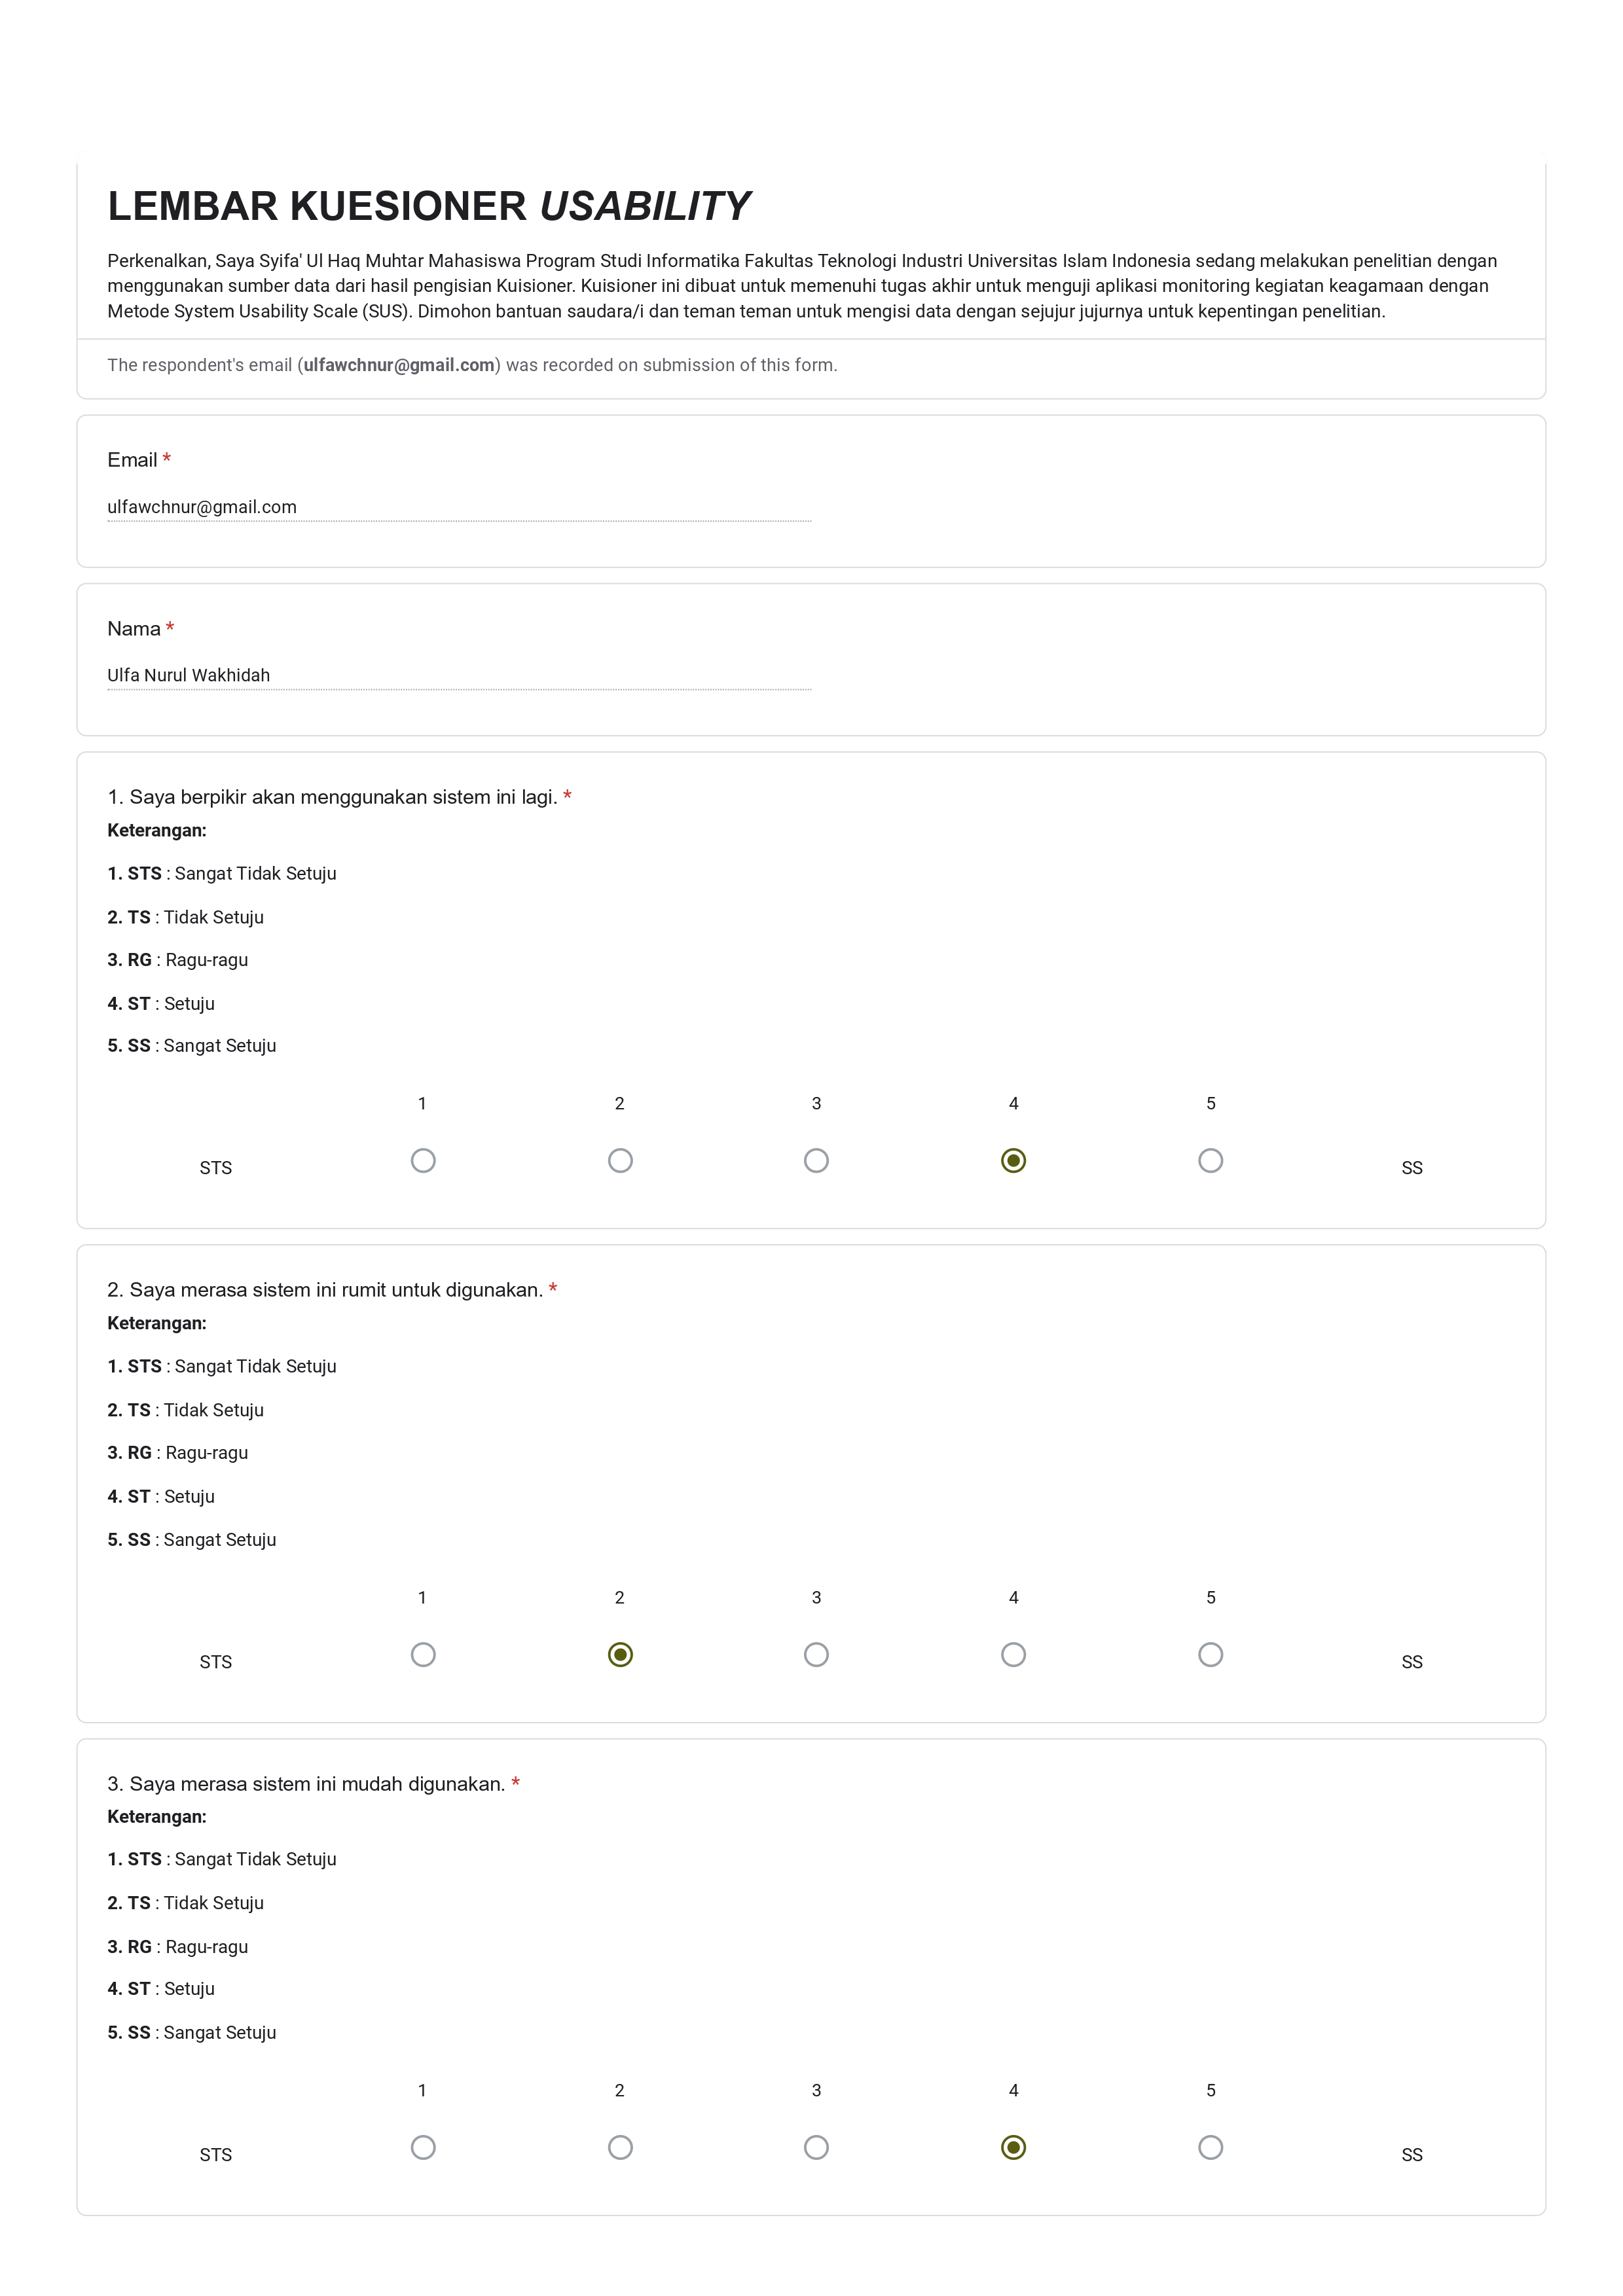 LEMBAR KUESIONER USABILITY
Perkenalkan, Saya Syifa' Ul Haq Muhtar Mahasiswa Program Studi Informatika Fakultas Teknologi Industri Universitas Islam Indonesia sedang melakukan penelitian dengan
menggunakan sumber data dari hasil pengisian Kuisioner. Kuisioner ini dibuat untuk memenuhi tugas akhir untuk menguji aplikasi monitoring kegiatan keagamaan dengan
Metode System Usability Scale (SUS). Dimohon bantuan saudara/i dan teman teman untuk mengisi data dengan sejujur jujurnya untuk kepentingan penelitian.
The respondent's email (ulfawchnur@gmail.com) was recorded on submission of this form.
Email *
ulfawchnur@gmail.com
Nama *
Ulfa Nurul Wakhidah
1. Saya berpikir akan menggunakan sistem ini lagi. *
Keterangan:
1. STS : Sangat Tidak Setuju
2. TS : Tidak Setuju
3. RG : Ragu-ragu
4. ST : Setuju
5. SS : Sangat Setuju
1 2 3 4 5
STS SS
2. Saya merasa sistem ini rumit untuk digunakan. *
Keterangan:
1. STS : Sangat Tidak Setuju
2. TS : Tidak Setuju
3. RG : Ragu-ragu
4. ST : Setuju
5. SS : Sangat Setuju
1 2 3 4 5
STS SS
3. Saya merasa sistem ini mudah digunakan. *
Keterangan:
1. STS : Sangat Tidak Setuju
2. TS : Tidak Setuju
3. RG : Ragu-ragu
4. ST : Setuju
5. SS : Sangat Setuju
1 2 3 4 5
STS SS